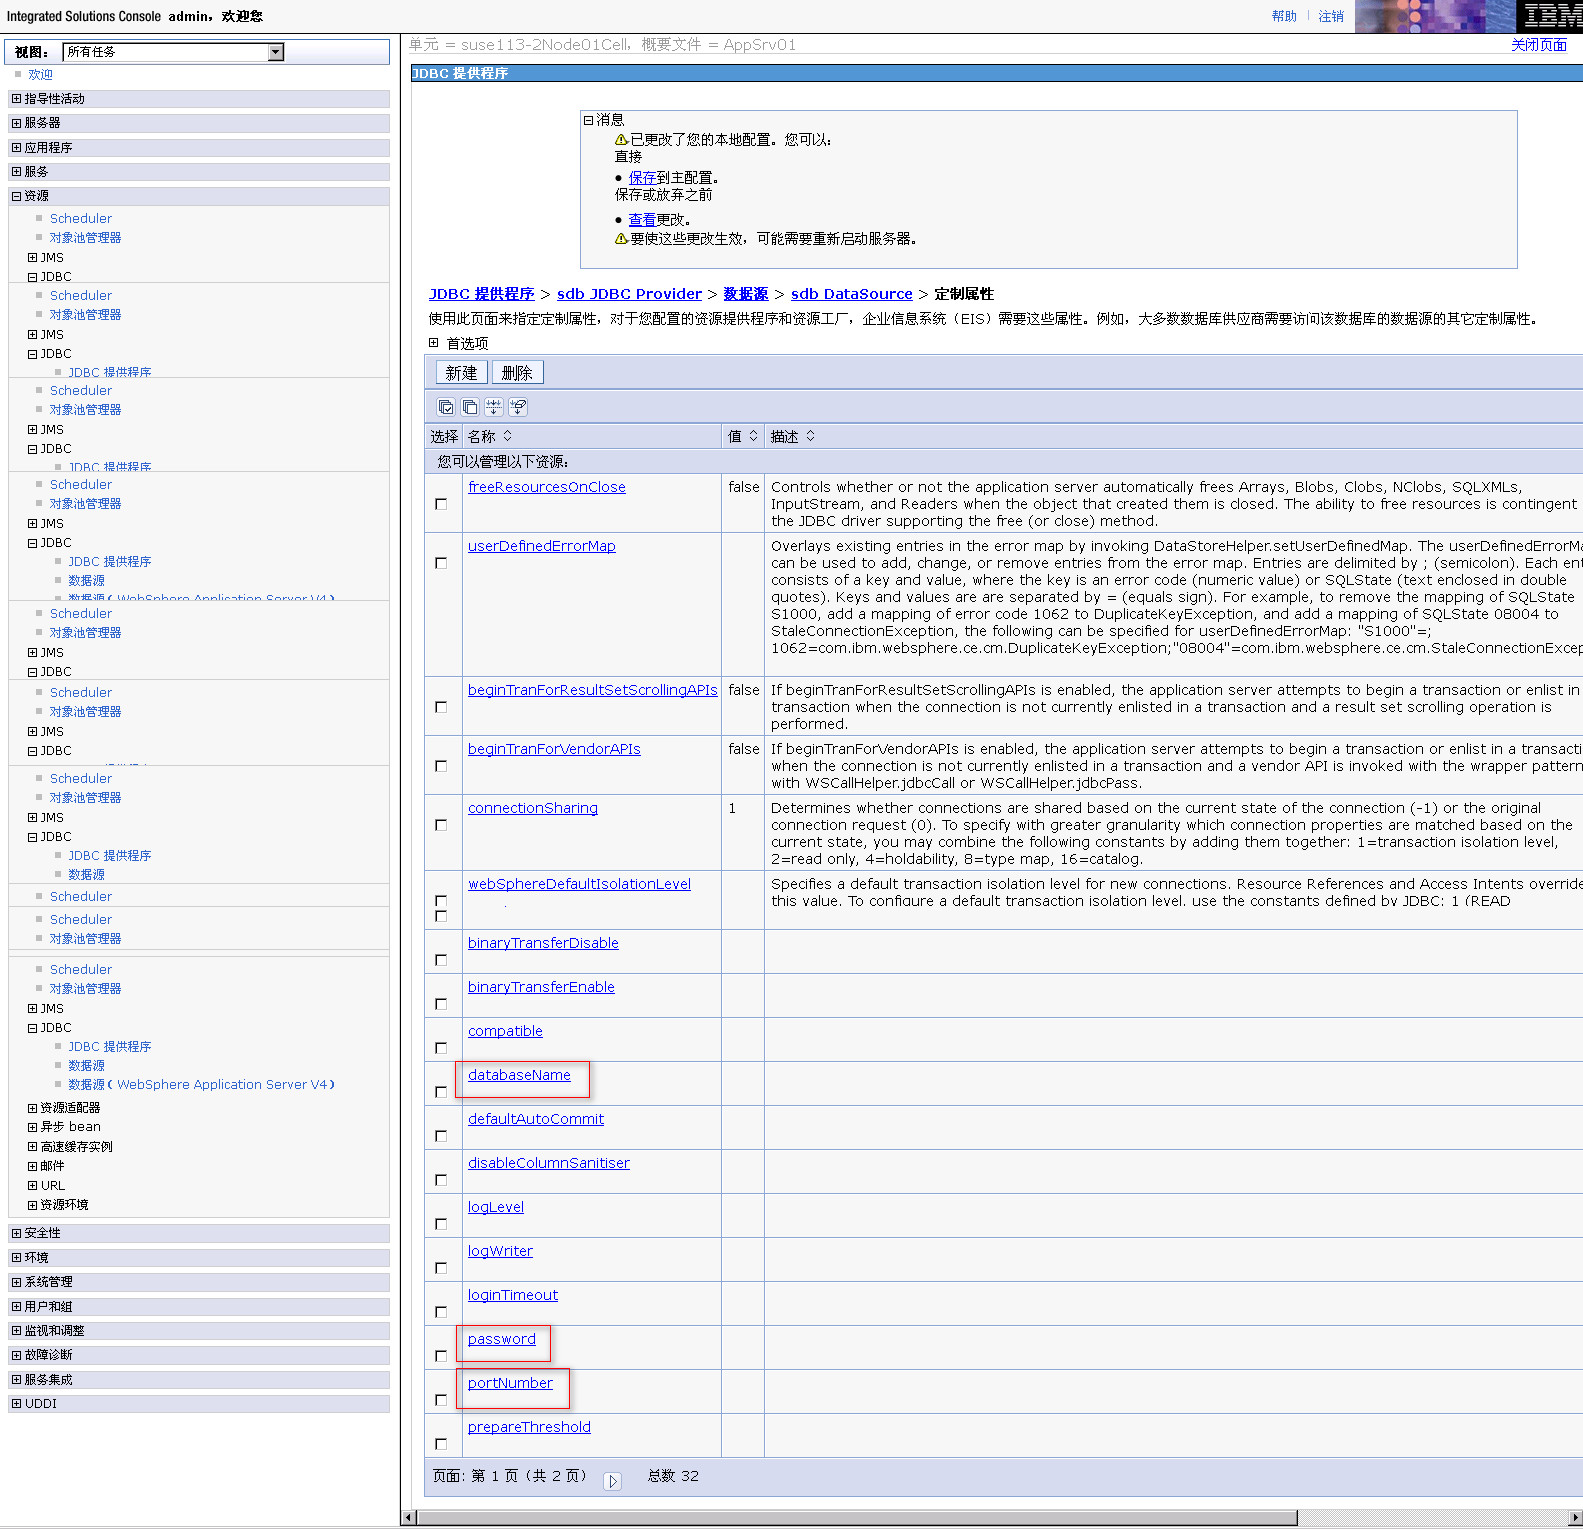 Integrated Solutions Console admin，欢迎您
帮助 注销
IBM
视图： 所有任务
欢迎
指导性活动
服务器
应用程序
服务
资源
Scheduler
对象池管理器
JMS
JDBC
Scheduler
对象池管理器
JMS
JDBC
JDBC 提供程序
Scheduler
对象池管理器
JMS
JDBC
JDBC 提供程序
Scheduler
对象池管理器
JMS
JDBC
JDBC 提供程序
数据源
数据源（WebSphere Application Server V4）
Scheduler
对象池管理器
JMS
JDBC
Scheduler
对象池管理器
JMS
JDBC
Scheduler
对象池管理器
JMS
JDBC
JDBC 提供程序
数据源
Scheduler
Scheduler
对象池管理器
Scheduler
对象池管理器
JMS
JDBC
JDBC 提供程序
数据源
数据源（WebSphere Application Server V4）
资源适配器
异步 bean
高速缓存实例
邮件
URL
资源环境
安全性
环境
系统管理
用户和组
监视和调整
故障诊断
服务集成
UDDI
单元 = suse113-2Node01Cell，概要文件 = AppSrv01
关闭页面
JDBC 提供程序
消息
已更改了您的本地配置。您可以：
直接
• 保存到主配置。
保存或放弃之前
• 查看更改。
要使这些更改生效，可能需要重新启动服务器。
JDBC 提供程序 > sdb JDBC Provider > 数据源 > sdb DataSource > 定制属性
使用此页面来指定定制属性，对于您配置的资源提供程序和资源工厂，企业信息系统（EIS）需要这些属性。例如，大多数数据库供应商需要访问该数据库的数据源的其它定制属性。
首选项
新建 删除
选择 名称 值 描述
您可以管理以下资源：
freeResourcesOnClose false Controls whether or not the application server automatically frees Arrays, Blobs, Clobs, NClobs, SQLXMLs,
InputStream, and Readers when the object that created them is closed. The ability to free resources is contingent
the JDBC driver supporting the free (or close) method.
userDefinedErrorMap Overlays existing entries in the error map by invoking DataStoreHelper.setUserDefinedMap. The userDefinedErrorMa
can be used to add, change, or remove entries from the error map. Entries are delimited by ; (semicolon). Each ent
consists of a key and value, where the key is an error code (numeric value) or SQLState (text enclosed in double
quotes). Keys and values are are separated by = (equals sign). For example, to remove the mapping of SQLState
S1000, add a mapping of error code 1062 to DuplicateKeyException, and add a mapping of SQLState 08004 to
StaleConnectionException, the following can be specified for userDefinedErrorMap: "S1000"=;
1062=com.ibm.websphere.ce.cm.DuplicateKeyException;"08004"=com.ibm.websphere.ce.cm.StaleConnectionExcep
beginTranForResultSetScrollingAPIs false If beginTranForResultSetScrollingAPIs is enabled, the application server attempts to begin a transaction or enlist in
transaction when the connection is not currently enlisted in a transaction and a result set scrolling operation is
performed.
beginTranForVendorAPIs false If beginTranForVendorAPIs is enabled, the application server attempts to begin a transaction or enlist in a transacti
when the connection is not currently enlisted in a transaction and a vendor API is invoked with the wrapper pattern
with WSCallHelper.jdbcCall or WSCallHelper.jdbcPass.
connectionSharing 1 Determines whether connections are shared based on the current state of the connection (-1) or the original
connection request (0). To specify with greater granularity which connection properties are matched based on the
current state, you may combine the following constants by adding them together: 1=transaction isolation level,
2=read only, 4=holdability, 8=type map, 16=catalog.
webSphereDefaultIsolationLevel Specifies a default transaction isolation level for new connections. Resource References and Access Intents override
this value. To configure a default transaction isolation level, use the constants defined by JDBC: 1 (READ
binaryTransferDisable
binaryTransferEnable
compatible
databaseName
defaultAutoCommit
disableColumnSanitiser
logLevel
logWriter
loginTimeout
password
portNumber
prepareThreshold
页面: 第 1 页（共 2 页） 总数 32